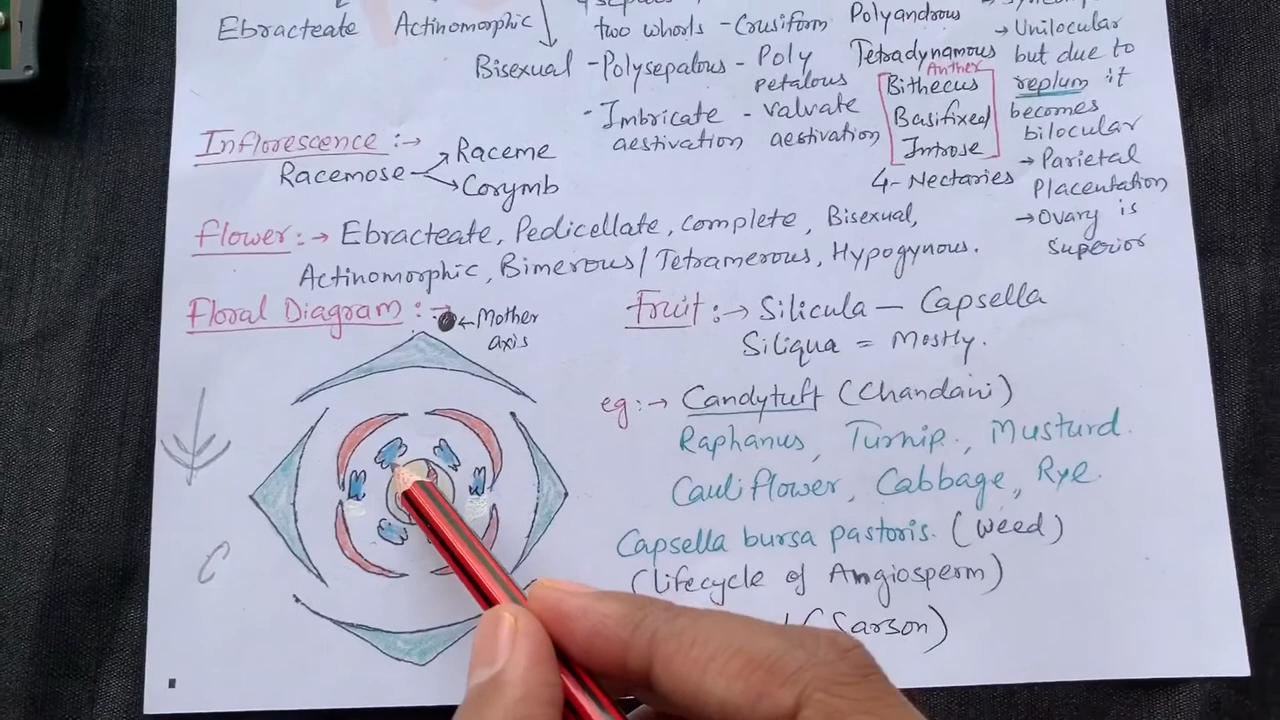 Ebracteate Actinomorphic
two whorls - Crusiform
Polyandrous
→ Unilocular
Bisexual - Polysepalous - Poly
petalous
Tetradynamous
but due to
Anther
Bithecus
replum it
- Imbricate - valvate
aestivation aestivation
Basifixed
becomes
bilocular
Introse
→ Parietal
Placentation
4- Nectaries
→ Ovary is
superior
Inflorescence :→
Racemose
Raceme
Corymb
flower :→ Ebracteate, Pedicellate, complete, Bisexual,
Actinomorphic, Bimerous/Tetramerous, Hypogynous.
Floral Diagram :→
← Mother
axis
Fruit :→ Silicula — Capsella
Siliqua = Mostly.
eg :→ Candytuft (Chandani)
Raphanus, Turnip, Musturd.
Cauliflower, Cabbage, Rye.
Capsella bursa pastoris. (Weed)
(lifecycle of Angiosperm)
(Sarson)